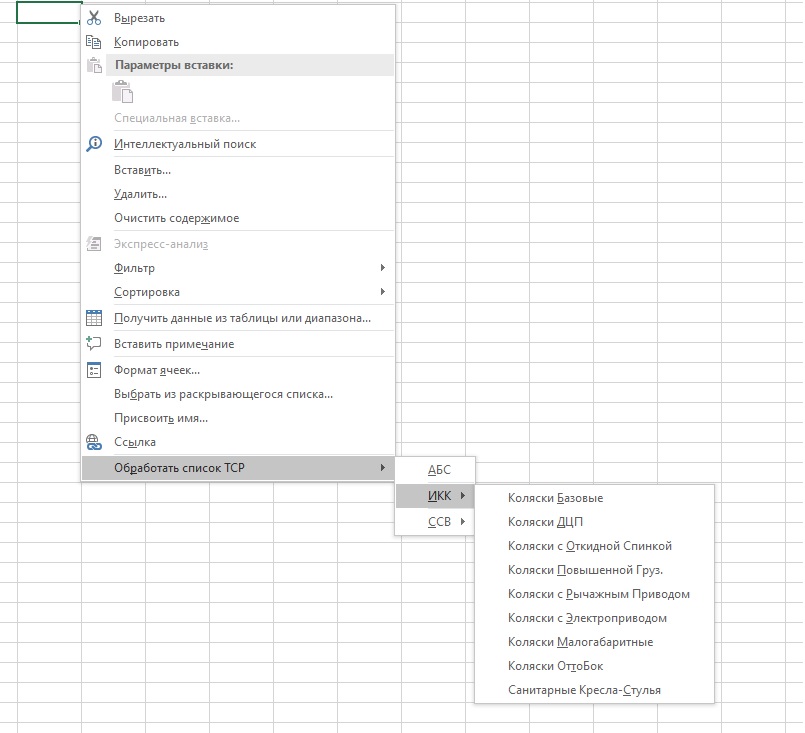 Вырезать
Копировать
Параметры вставки:
Специальная вставка...
Интеллектуальный поиск
Вставить...
Удалить...
Очистить содержимое
Экспресс-анализ
Фильтр
Сортировка
Получить данные из таблицы или диапазона...
Вставить примечание
Формат ячеек...
Выбрать из раскрывающегося списка...
Присвоить имя...
Ссылка
Обработать список ТСР
АБС
ИКК
ССВ
Коляски Базовые
Коляски ДЦП
Коляски с Откидной Спинкой
Коляски Повышенной Груз.
Коляски с Рычажным Приводом
Коляски с Электроприводом
Коляски Малогабаритные
Коляски ОттоБок
Санитарные Кресла-Стулья